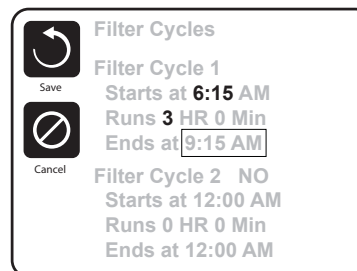 Filter Cycles
Save
Filter Cycle 1
Starts at 6:15 AM
Runs 3 HR 0 Min
Ends at 9:15 AM
Cancel
Filter Cycle 2 NO
Starts at 12:00 AM
Runs 0 HR 0 Min
Ends at 12:00 AM